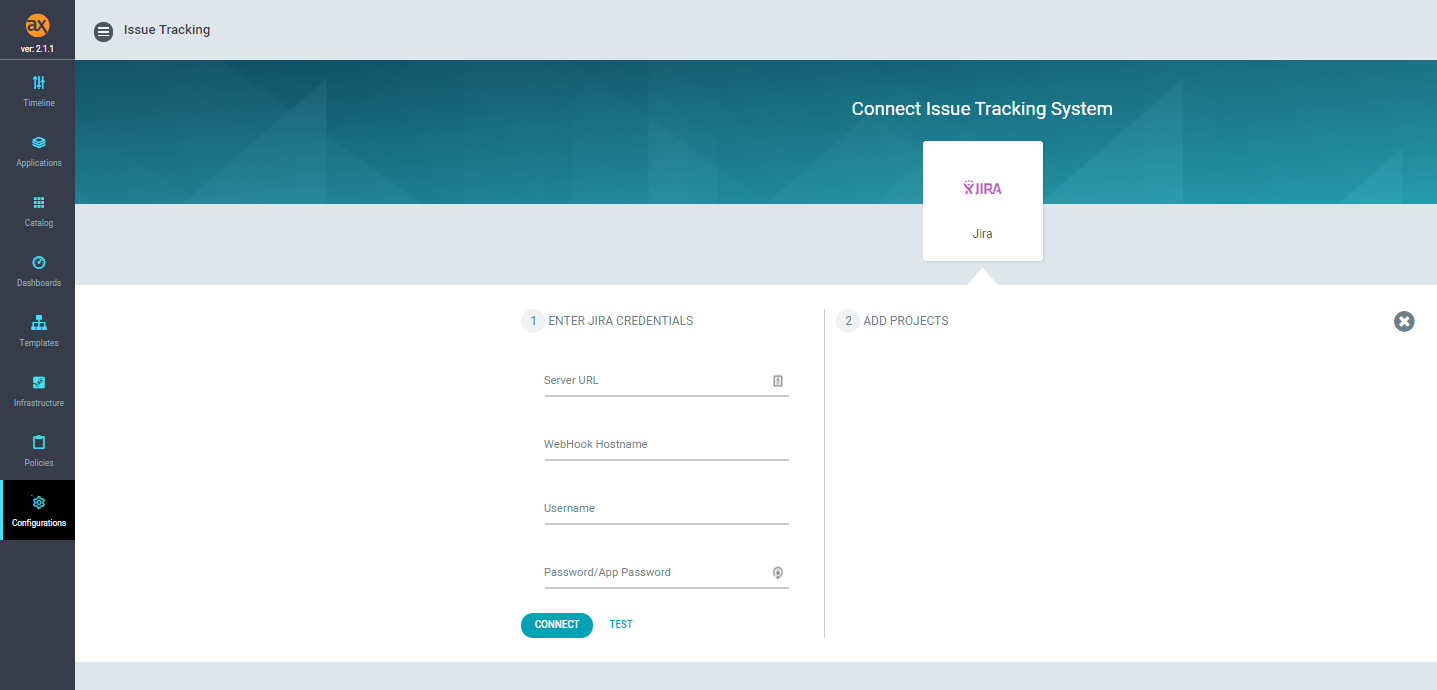 ax
ver: 2.1.1
Timeline
Applications
Catalog
Dashboards
Templates
Infrastructure
Policies
Configurations
Issue Tracking
Connect Issue Tracking System
JIRA
Jira
1 ENTER JIRA CREDENTIALS
Server URL
WebHook Hostname
Username
Password/App Password
CONNECT TEST
2 ADD PROJECTS